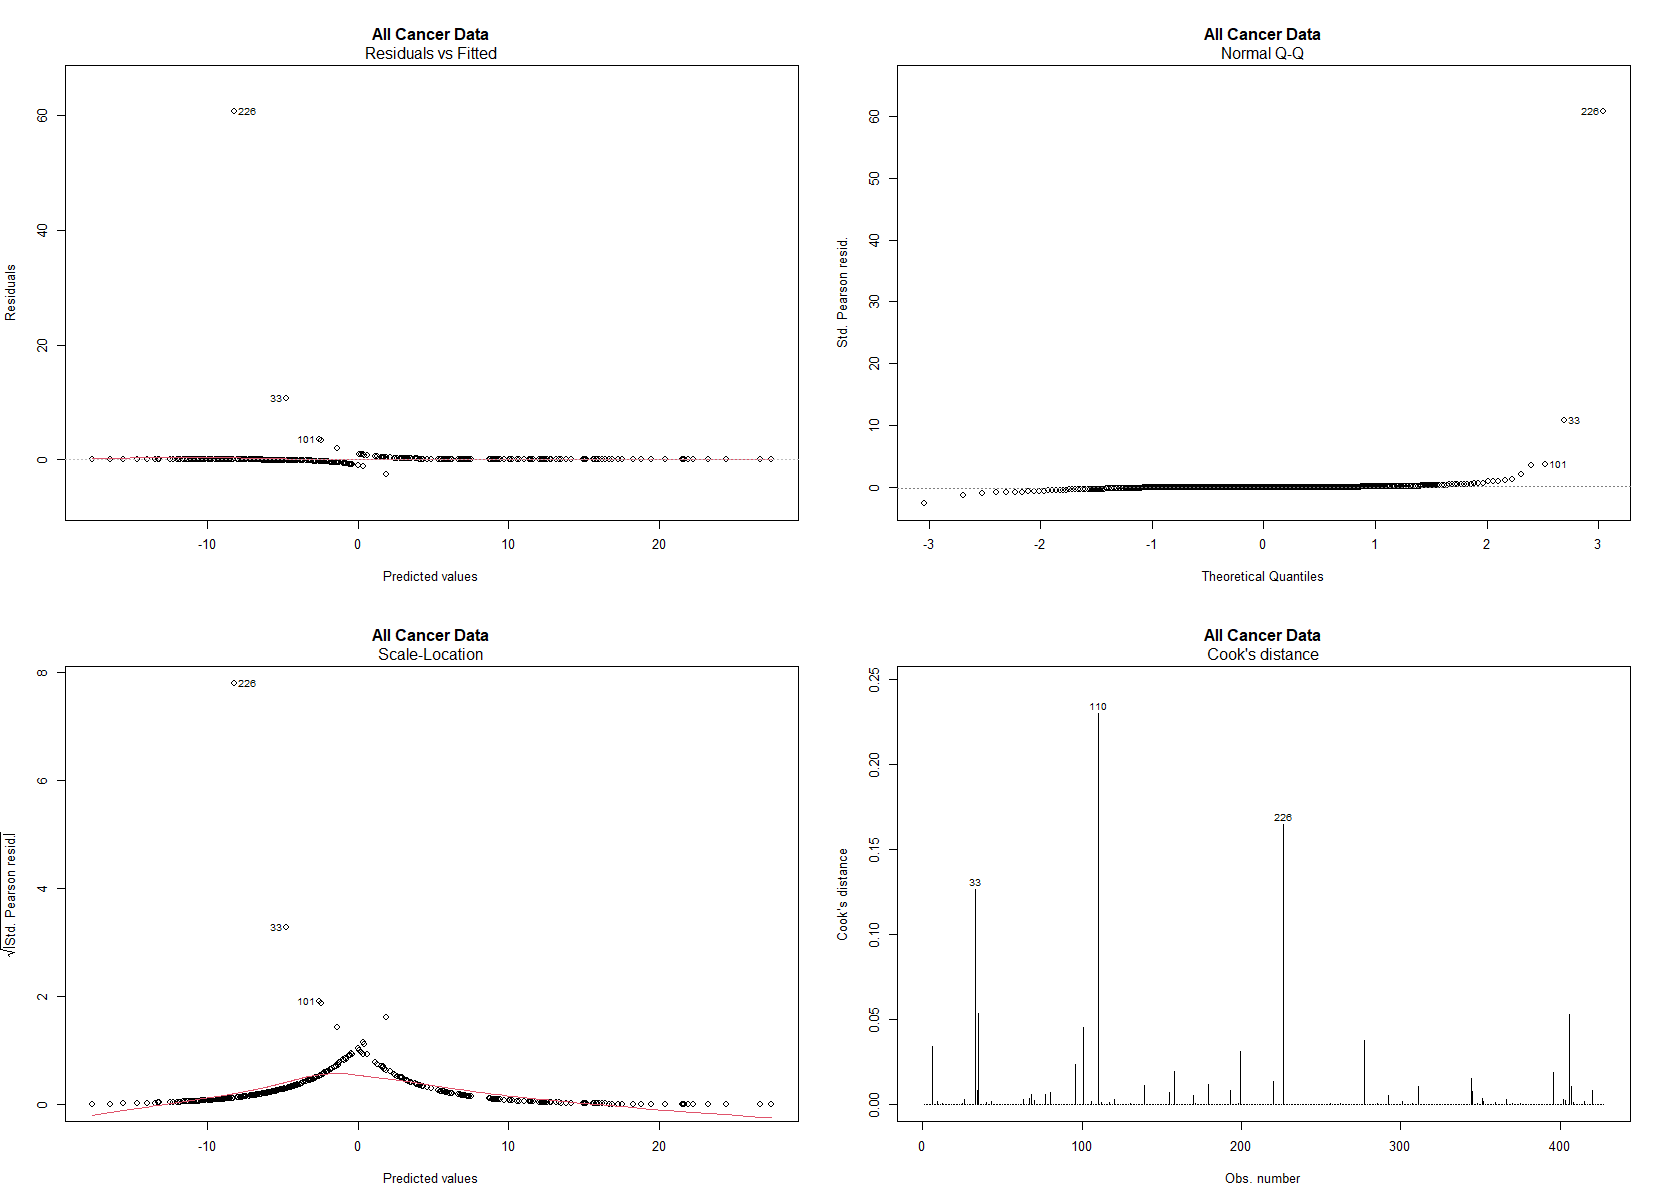 All Cancer Data
Residuals vs Fitted
60
40
20
0
Residuals
226
33
101
-10 0 10 20
Predicted values
All Cancer Data
Normal Q-Q
60
50
40
30
20
10
0
Std. Pearson resid.
226
33
101
-3 -2 -1 0 1 2 3
Theoretical Quantiles
All Cancer Data
Scale-Location
8
6
4
2
0
√|Std. Pearson resid.|
226
33
101
-10 0 10 20
Predicted values
All Cancer Data
Cook's distance
0.25
0.20
0.15
0.10
0.05
0.00
Cook's distance
110
226
33
0 100 200 300 400
Obs. number